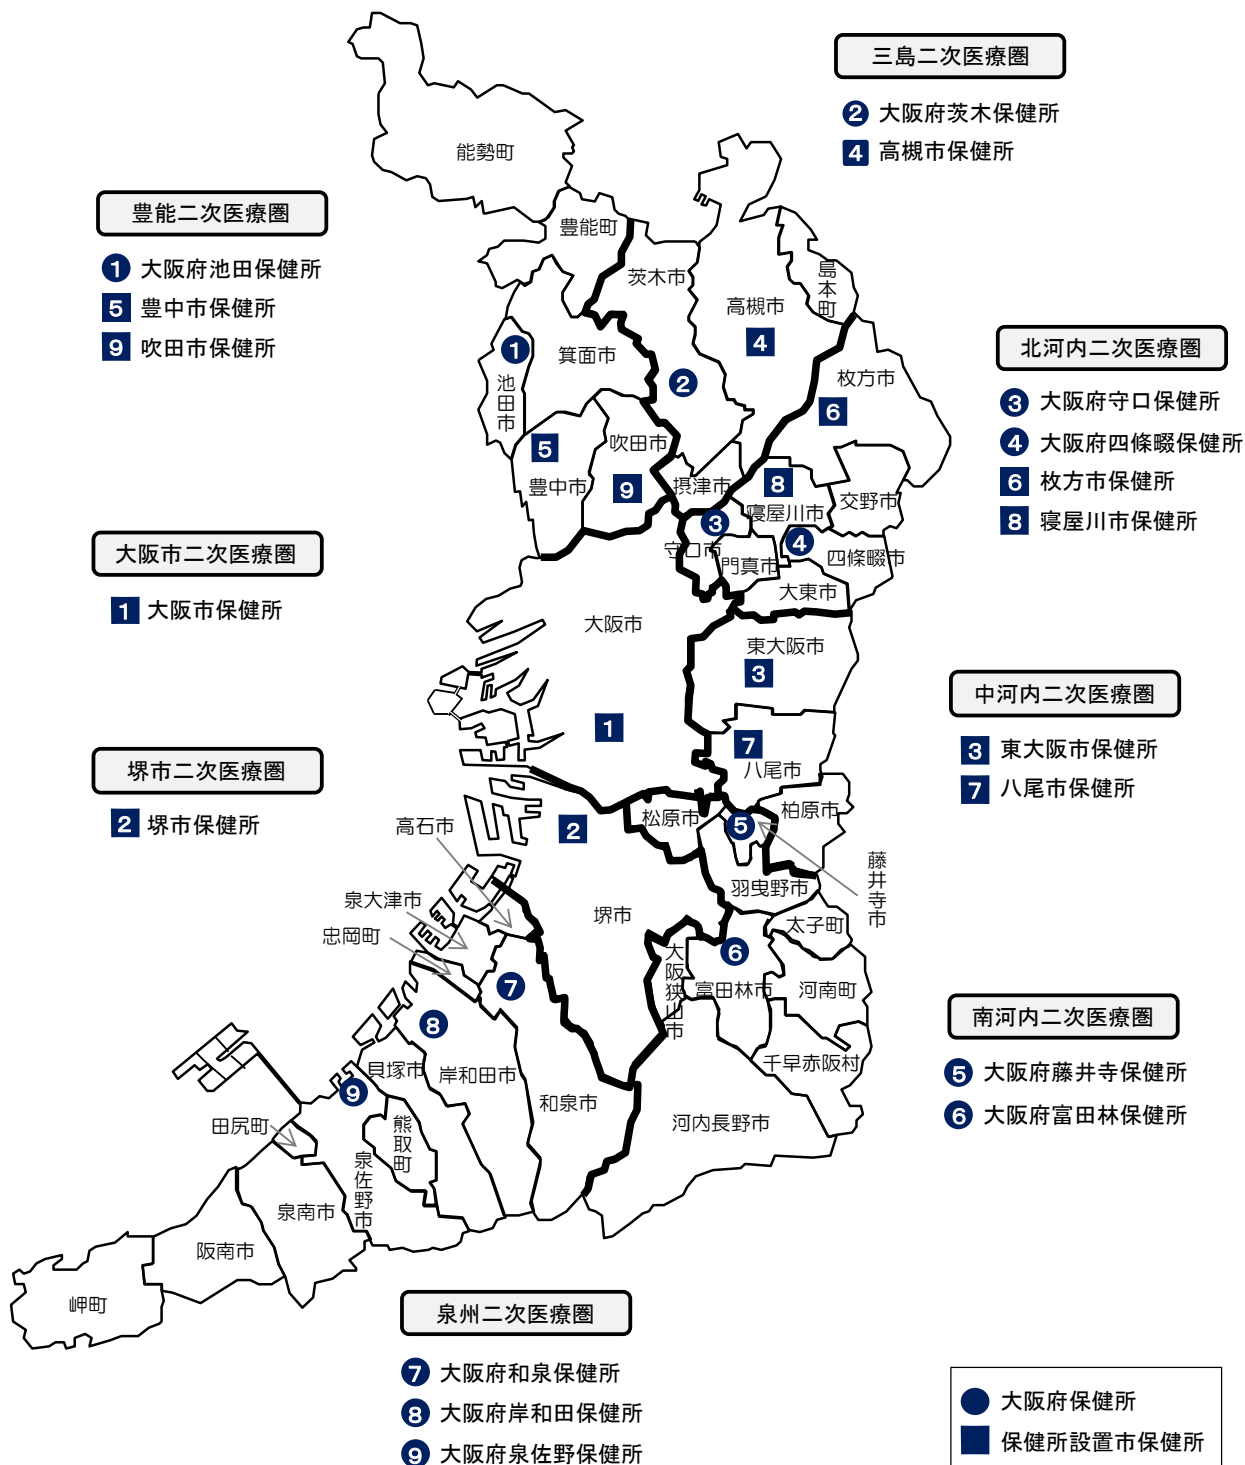 三島二次医療圏
2 大阪府茨木保健所
4 高槻市保健所
豊能二次医療圏
1 大阪府池田保健所
5 豊中市保健所
9 吹田市保健所
北河内二次医療圏
3 大阪府守口保健所
4 大阪府四條畷保健所
6 枚方市保健所
8 寝屋川市保健所
大阪市二次医療圏
1 大阪市保健所
中河内二次医療圏
3 東大阪市保健所
7 八尾市保健所
堺市二次医療圏
2 堺市保健所
南河内二次医療圏
5 大阪府藤井寺保健所
6 大阪府富田林保健所
泉州二次医療圏
7 大阪府和泉保健所
8 大阪府岸和田保健所
9 大阪府泉佐野保健所
大阪府保健所
保健所設置市保健所
能勢町
豊能町
茨木市
島本町
高槻市
4
箕面市
1
池田市
2
枚方市
6
吹田市
5
豊中市
9
摂津市
8
寝屋川市
交野市
3
守口市
門真市
4
四條畷市
大東市
大阪市
1
東大阪市
3
7
八尾市
柏原市
松原市
5
藤井寺市
羽曳野市
2
堺市
高石市
泉大津市
忠岡町
太子町
6
富田林市
大阪狭山市
河南町
千早赤阪村
河内長野市
7
和泉市
8
岸和田市
貝塚市
9
熊取町
泉佐野市
田尻町
泉南市
阪南市
岬町